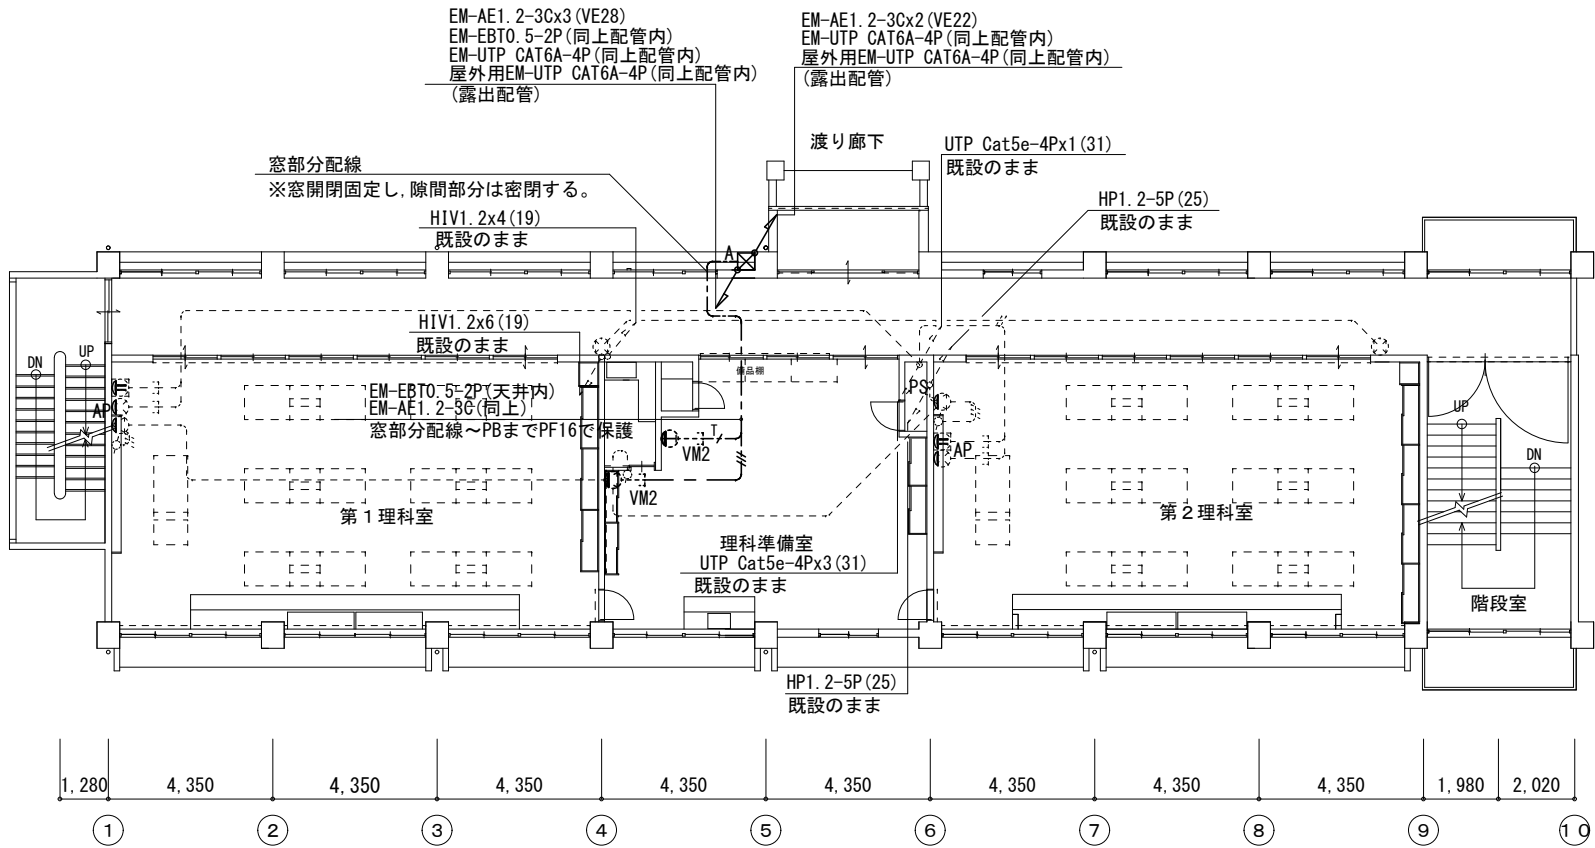 EM-AE1.2-3Cx3(VE28)
EM-EBT0.5-2P(同上配管内)
EM-UTP CAT6A-4P(同上配管内)
屋外用EM-UTP CAT6A-4P(同上配管内)
(露出配管)
EM-AE1.2-3Cx2(VE22)
EM-UTP CAT6A-4P(同上配管内)
屋外用EM-UTP CAT6A-4P(同上配管内)
(露出配管)
渡り廊下
UTP Cat5e-4Px1(31)
既設のまま
窓部分配線
※窓開閉固定し,隙間部分は密閉する。
HP1.2-5P(25)
既設のまま
HIV1.2x4(19)
既設のまま
A
HIV1.2x6(19)
既設のまま
DN
UP
備品棚
EM-EBT0.5-2P(天井内)
EM-AE1.2-3C(同上)
窓部分配線~PBまでPF16で保護
AP
PS
T
VM2
AP
UP
DN
VM2
第1理科室
第2理科室
理科準備室
UTP Cat5e-4Px3(31)
既設のまま
階段室
HP1.2-5P(25)
既設のまま
1,280
4,350
4,350
4,350
4,350
4,350
4,350
4,350
4,350
1,980
2,020
1
2
3
4
5
6
7
8
9
10